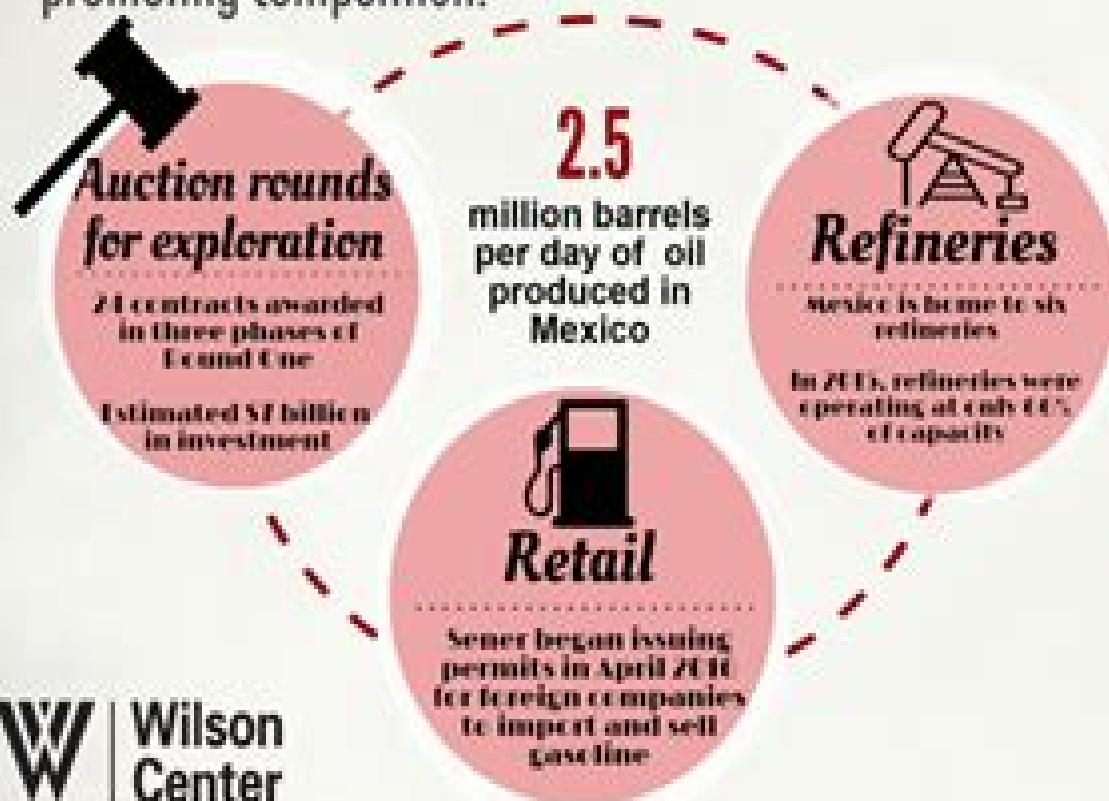 promoting competition.
Auction rounds
for exploration
24 contracts awarded
in three phases of
Round One
Estimated $7 billion
in investment
2.5
million barrels
per day of oil
produced in
Mexico
Refineries
Mexico is home to six
refineries
In 2015, refineries were
operating at only
of capacity
Retail
Sener began issuing
permits in April 2016
for foreign companies
to import and sell
gasoline
Wilson
Center